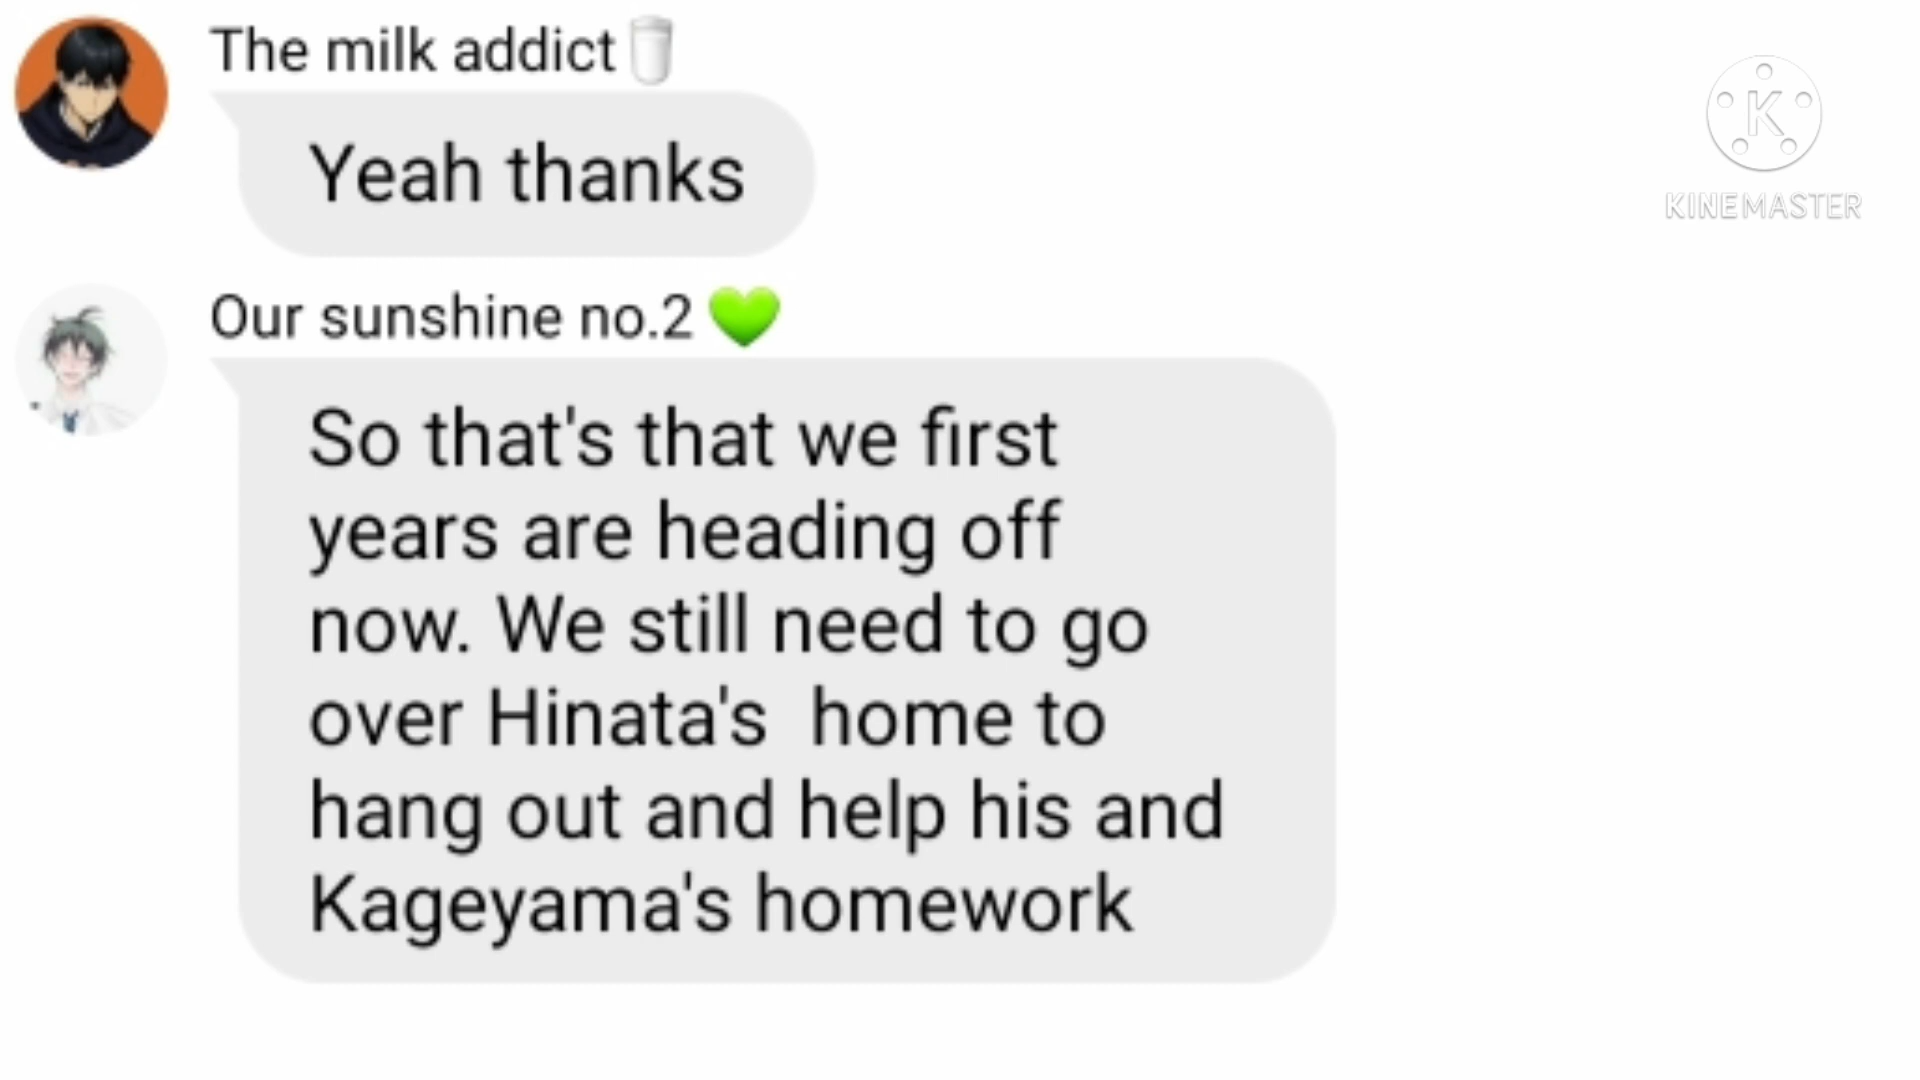 The milk addict🥛
Yeah thanks
K
KINEMASTER
Our sunshine no.2 💚
So that's that we first
years are heading off
now. We still need to go
over Hinata's  home to
hang out and help his and
Kageyama's homework